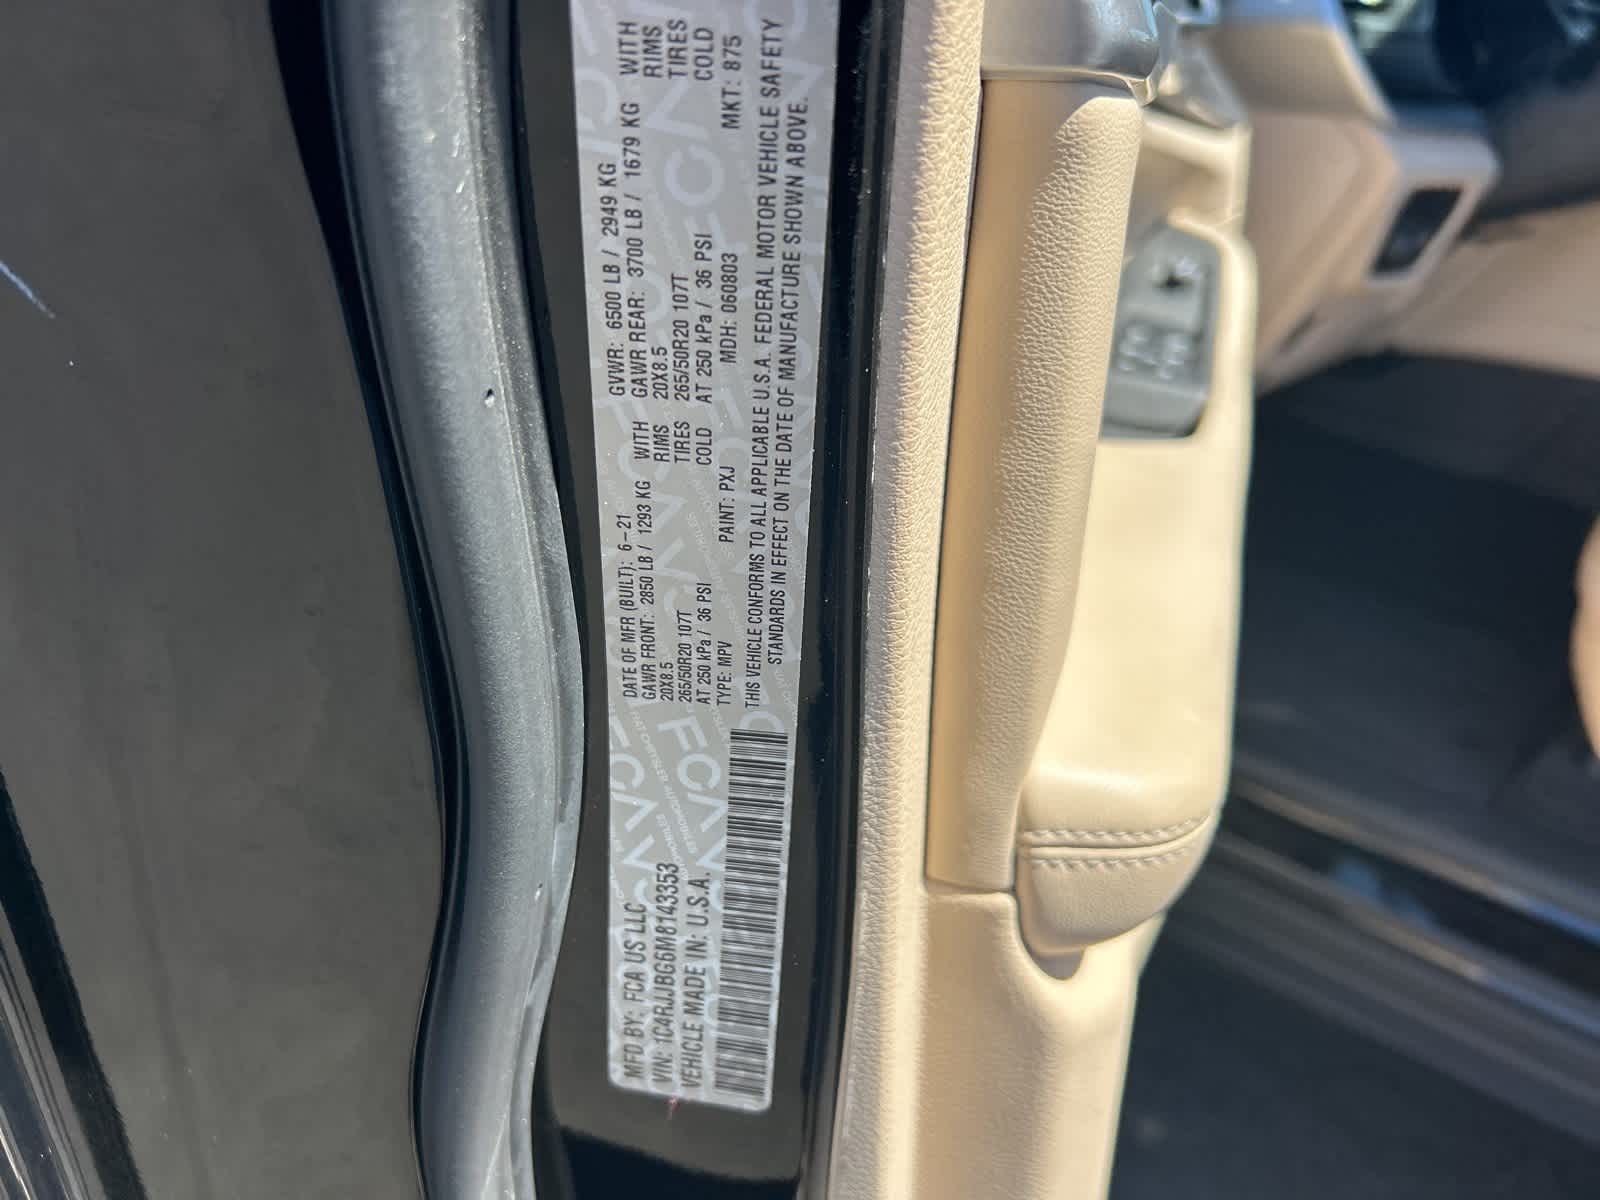 MFD BY: FCA US LLC
DATE OF MFR (BUILT): 6-21
GVWR: 6500 LB / 2949 KG
VIN: 1C4RJJBG6M8143353
GAWR FRONT: 2850 LB / 1293 KG WITH
GAWR REAR: 3700 LB / 1679 KG WITH
VEHICLE MADE IN: U.S.A.
20X8.5 RIMS
20X8.5 RIMS
265/50R20 107T TIRES
265/50R20 107T TIRES
AT 250 kPa / 36 PSI COLD
AT 250 kPa / 36 PSI COLD
TYPE: MPV PAINT: PXJ MDH: 060803 MKT: 875
THIS VEHICLE CONFORMS TO ALL APPLICABLE U.S.A. FEDERAL MOTOR VEHICLE SAFETY
STANDARDS IN EFFECT ON THE DATE OF MANUFACTURE SHOWN ABOVE.